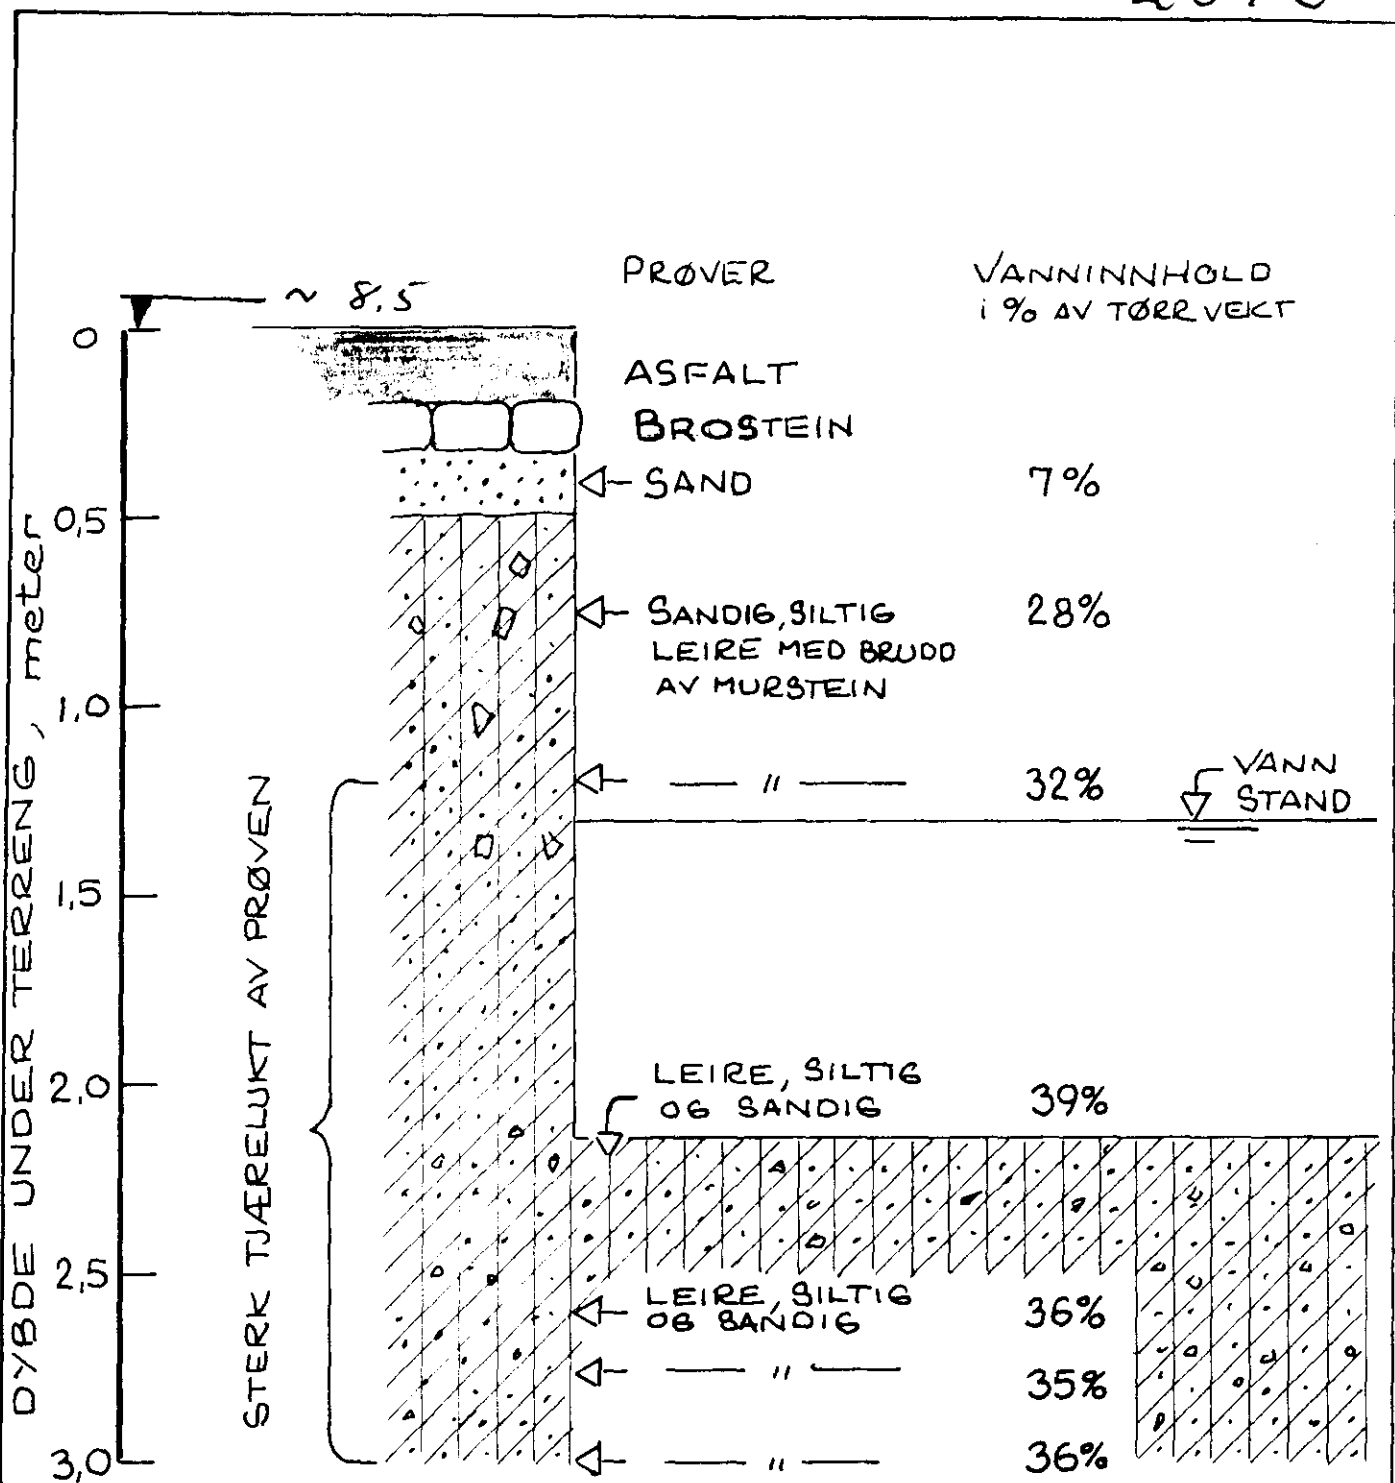 PRØVER
VANNINNHOLD
i % AV TØRR VEKT
~ 8.5
0
ASFALT
BROSTEIN
SAND 7%
0,5
SANDIG, SILTIG 28%
LEIRE MED BRUDD
AV MURSTEIN
1,0
— " — 32%
VANN
STAND
1,5
2,0
LEIRE, SILTIG
OG SANDIG 39%
2,5
LEIRE, SILTIG
OG SANDIG 36%
— " — 35%
3,0
— " — 36%
DYBDE UNDER TERRENG, meter
STERK TJÆRELUKT AV PRØVEN